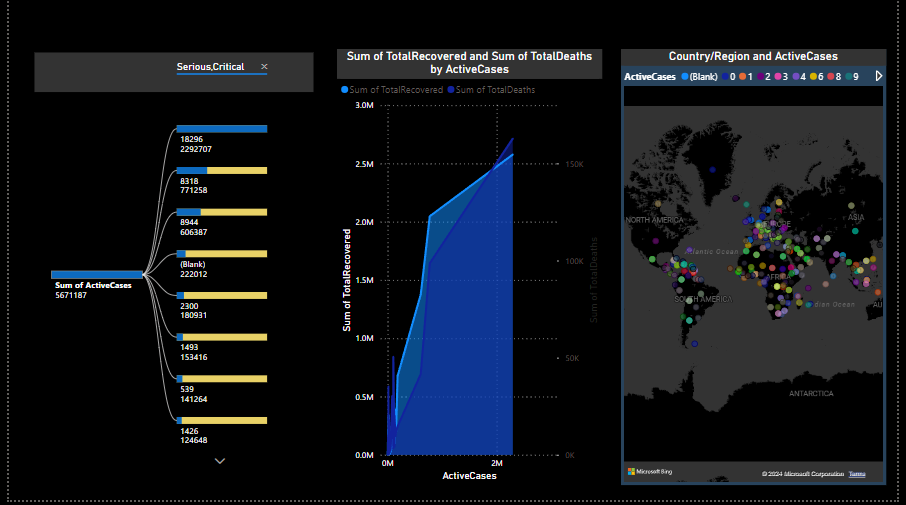 Serious,Critical ×
18296
2292707
8318
771258
8944
606387
(Blank)
222012
Sum of ActiveCases
5671187
2300
180931
1493
153416
539
141264
1426
124648
Sum of TotalRecovered and Sum of TotalDeaths
by ActiveCases
Sum of TotalRecovered Sum of TotalDeaths
3.0M
2.5M
2.0M
1.5M
1.0M
0.5M
0.0M
Sum of TotalRecovered
150K
100K
50K
0K
Sum of TotalDeaths
0M 2M
ActiveCases
Country/Region and ActiveCases
ActiveCases (Blank) 0 1 2 3 4 6 8 9
NORTH AMERICA
EUROPE
ASIA
Atlantic Ocean
AFRICA
SOUTH AMERICA
Indian Ocean
AU
ANTARCTICA
Microsoft Bing
© 2024 Microsoft Corporation Terms